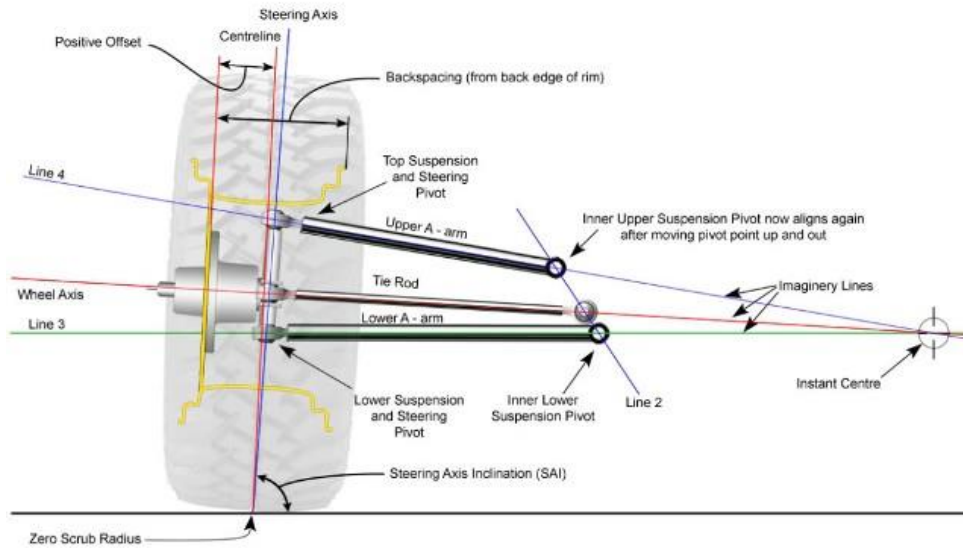 Steering Axis
Centreline
Positive Offset
Backspacing (from back edge of rim)
Line 4
Top Suspension
and Steering
Pivot
Upper A - arm
Inner Upper Suspension Pivot now aligns again
after moving pivot point up and out
Tie Rod
Imaginery Lines
Wheel Axis
Line 3
Lower A - arm
Instant Centre
Lower Suspension
and Steering
Pivot
Inner Lower
Suspension Pivot
Line 2
Steering Axis Inclination (SAI)
Zero Scrub Radius